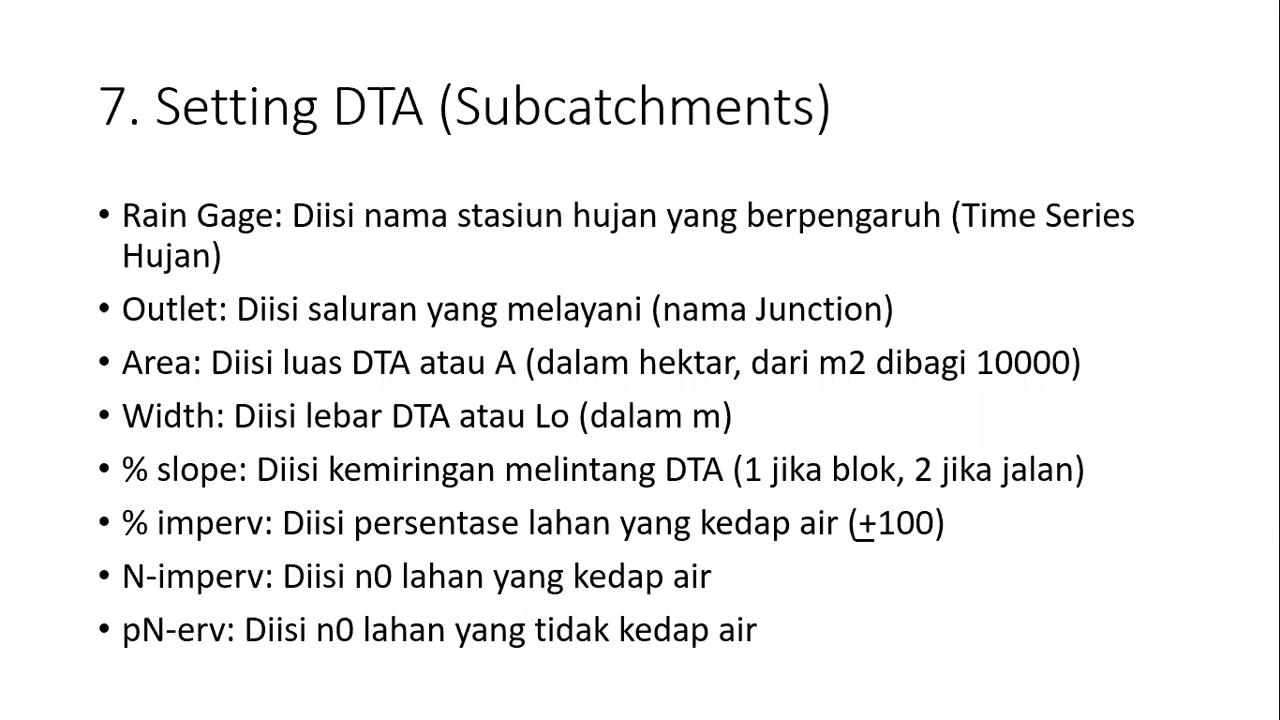 7. Setting DTA (Subcatchments)
• Rain Gage: Diisi nama stasiun hujan yang berpengaruh (Time Series
Hujan)
• Outlet: Diisi saluran yang melayani (nama Junction)
• Area: Diisi luas DTA atau A (dalam hektar, dari m2 dibagi 10000)
• Width: Diisi lebar DTA atau Lo (dalam m)
• % slope: Diisi kemiringan melintang DTA (1 jika blok, 2 jika jalan)
• % imperv: Diisi persentase lahan yang kedap air (+100)
• N-imperv: Diisi n0 lahan yang kedap air
• pN-erv: Diisi n0 lahan yang tidak kedap air